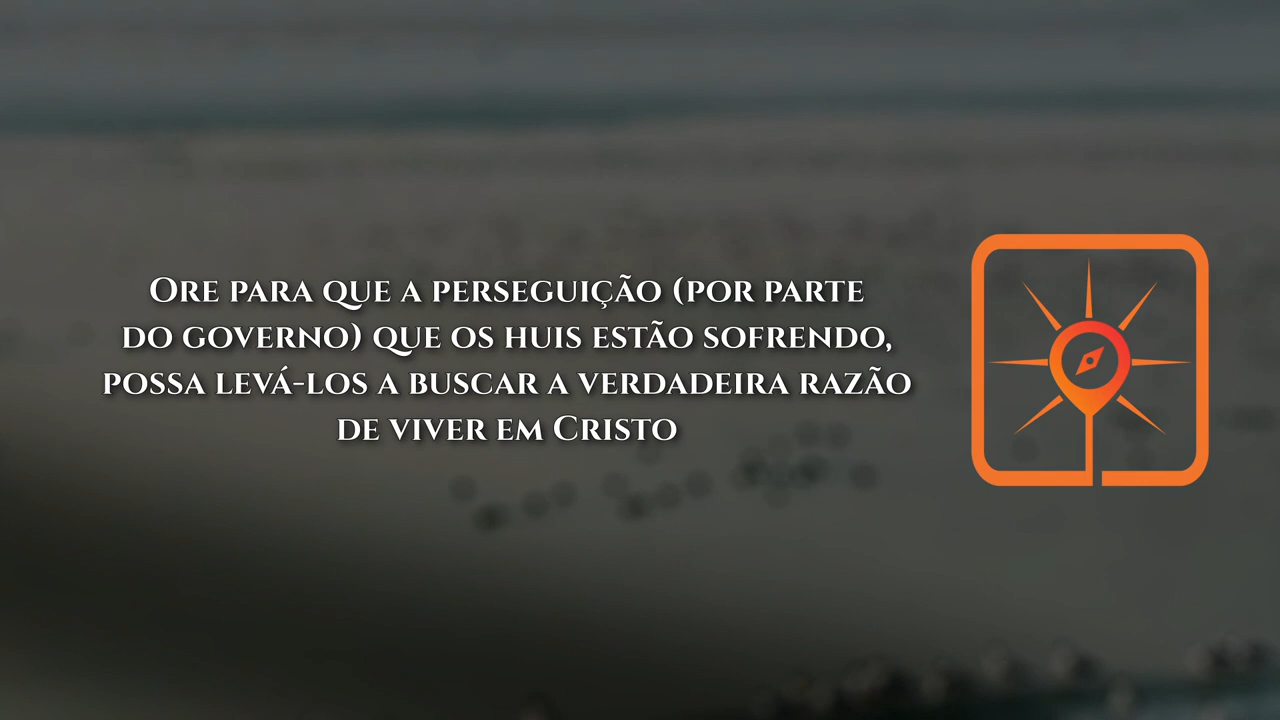 Ore para que a perseguição (por parte
do governo) que os huis estão sofrendo,
possa levá-los a buscar a verdadeira razão
de viver em Cristo